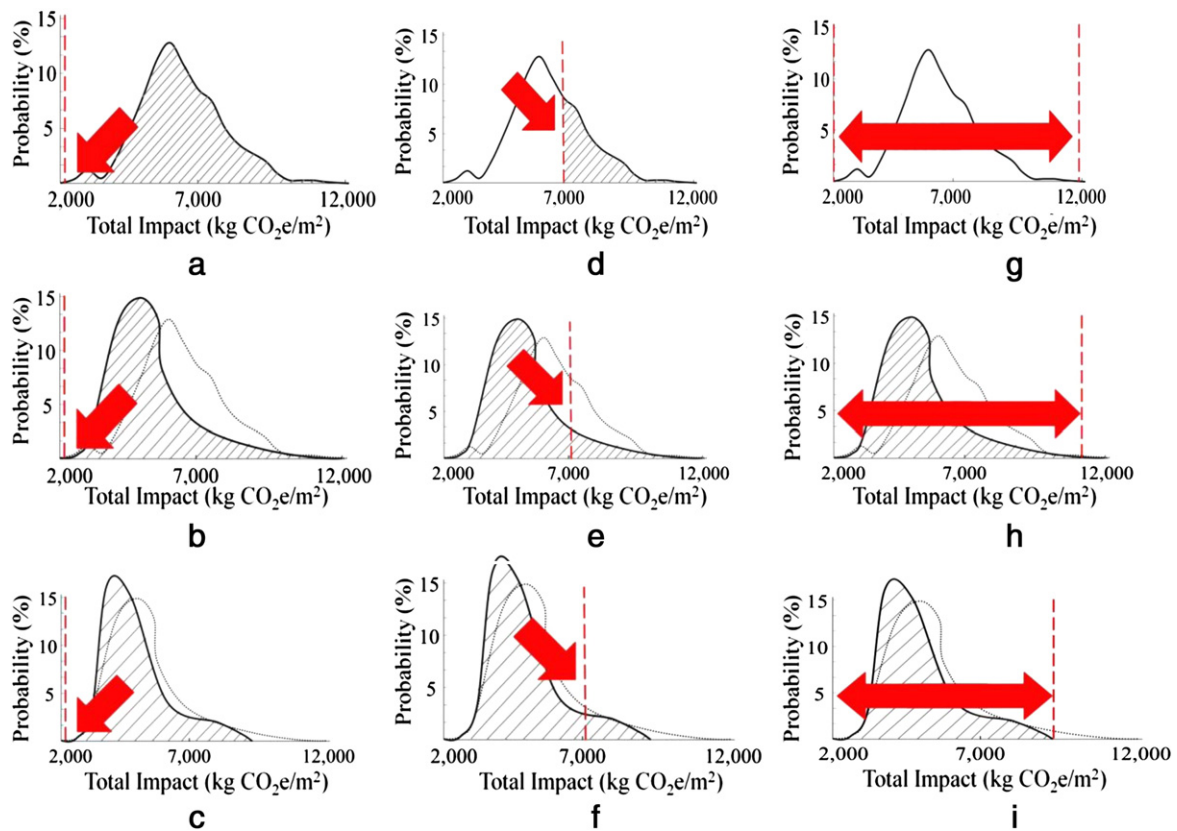 Probability (%)
15
10
5
2,000 7,000 12,000
Total Impact (kg CO₂e/m²)
a
Probability (%)
15
10
5
2,000 7,000 12,000
Total Impact (kg CO₂e/m²)
d
Probability (%)
15
10
5
2,000 7,000 12,000
Total Impact (kg CO₂e/m²)
g
Probability (%)
15
10
5
2,000 7,000 12,000
Total Impact (kg CO₂e/m²)
b
Probability (%)
15
10
5
2,000 7,000 12,000
Total Impact (kg CO₂e/m²)
e
Probability (%)
15
10
5
2,000 7,000 12,000
Total Impact (kg CO₂e/m²)
h
Probability (%)
15
10
5
2,000 7,000 12,000
Total Impact (kg CO₂e/m²)
c
Probability (%)
15
10
5
2,000 7,000 12,000
Total Impact (kg CO₂e/m²)
f
Probability (%)
15
10
5
2,000 7,000 12,000
Total Impact (kg CO₂e/m²)
i